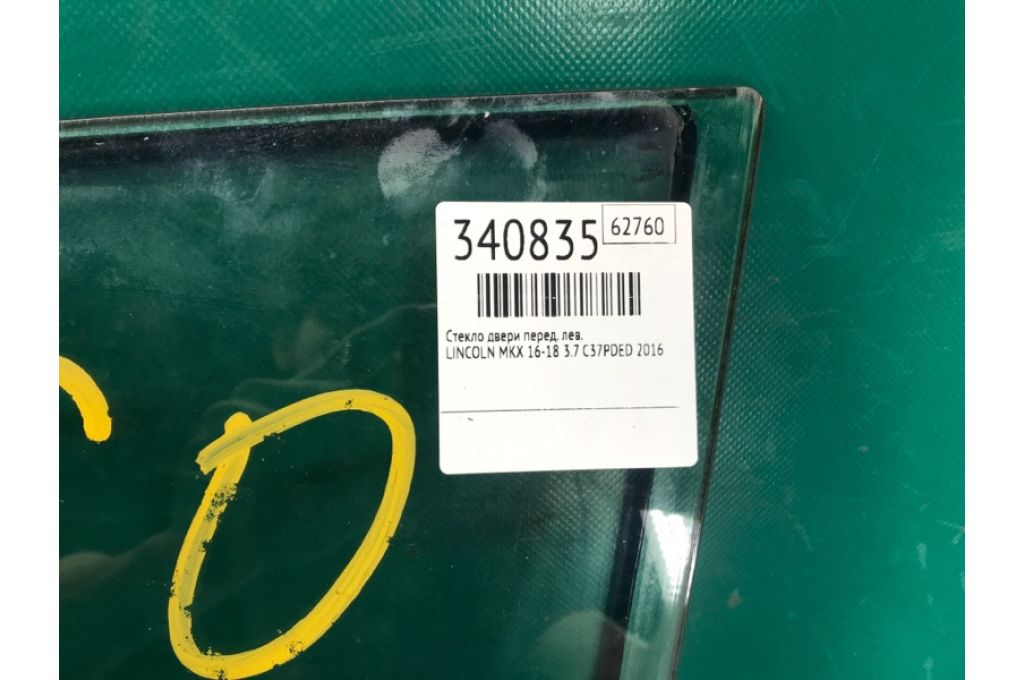 340835 62760
Стекло двери перед. лев.
LINCOLN MKX 16-18 3.7 C37PDED 2016